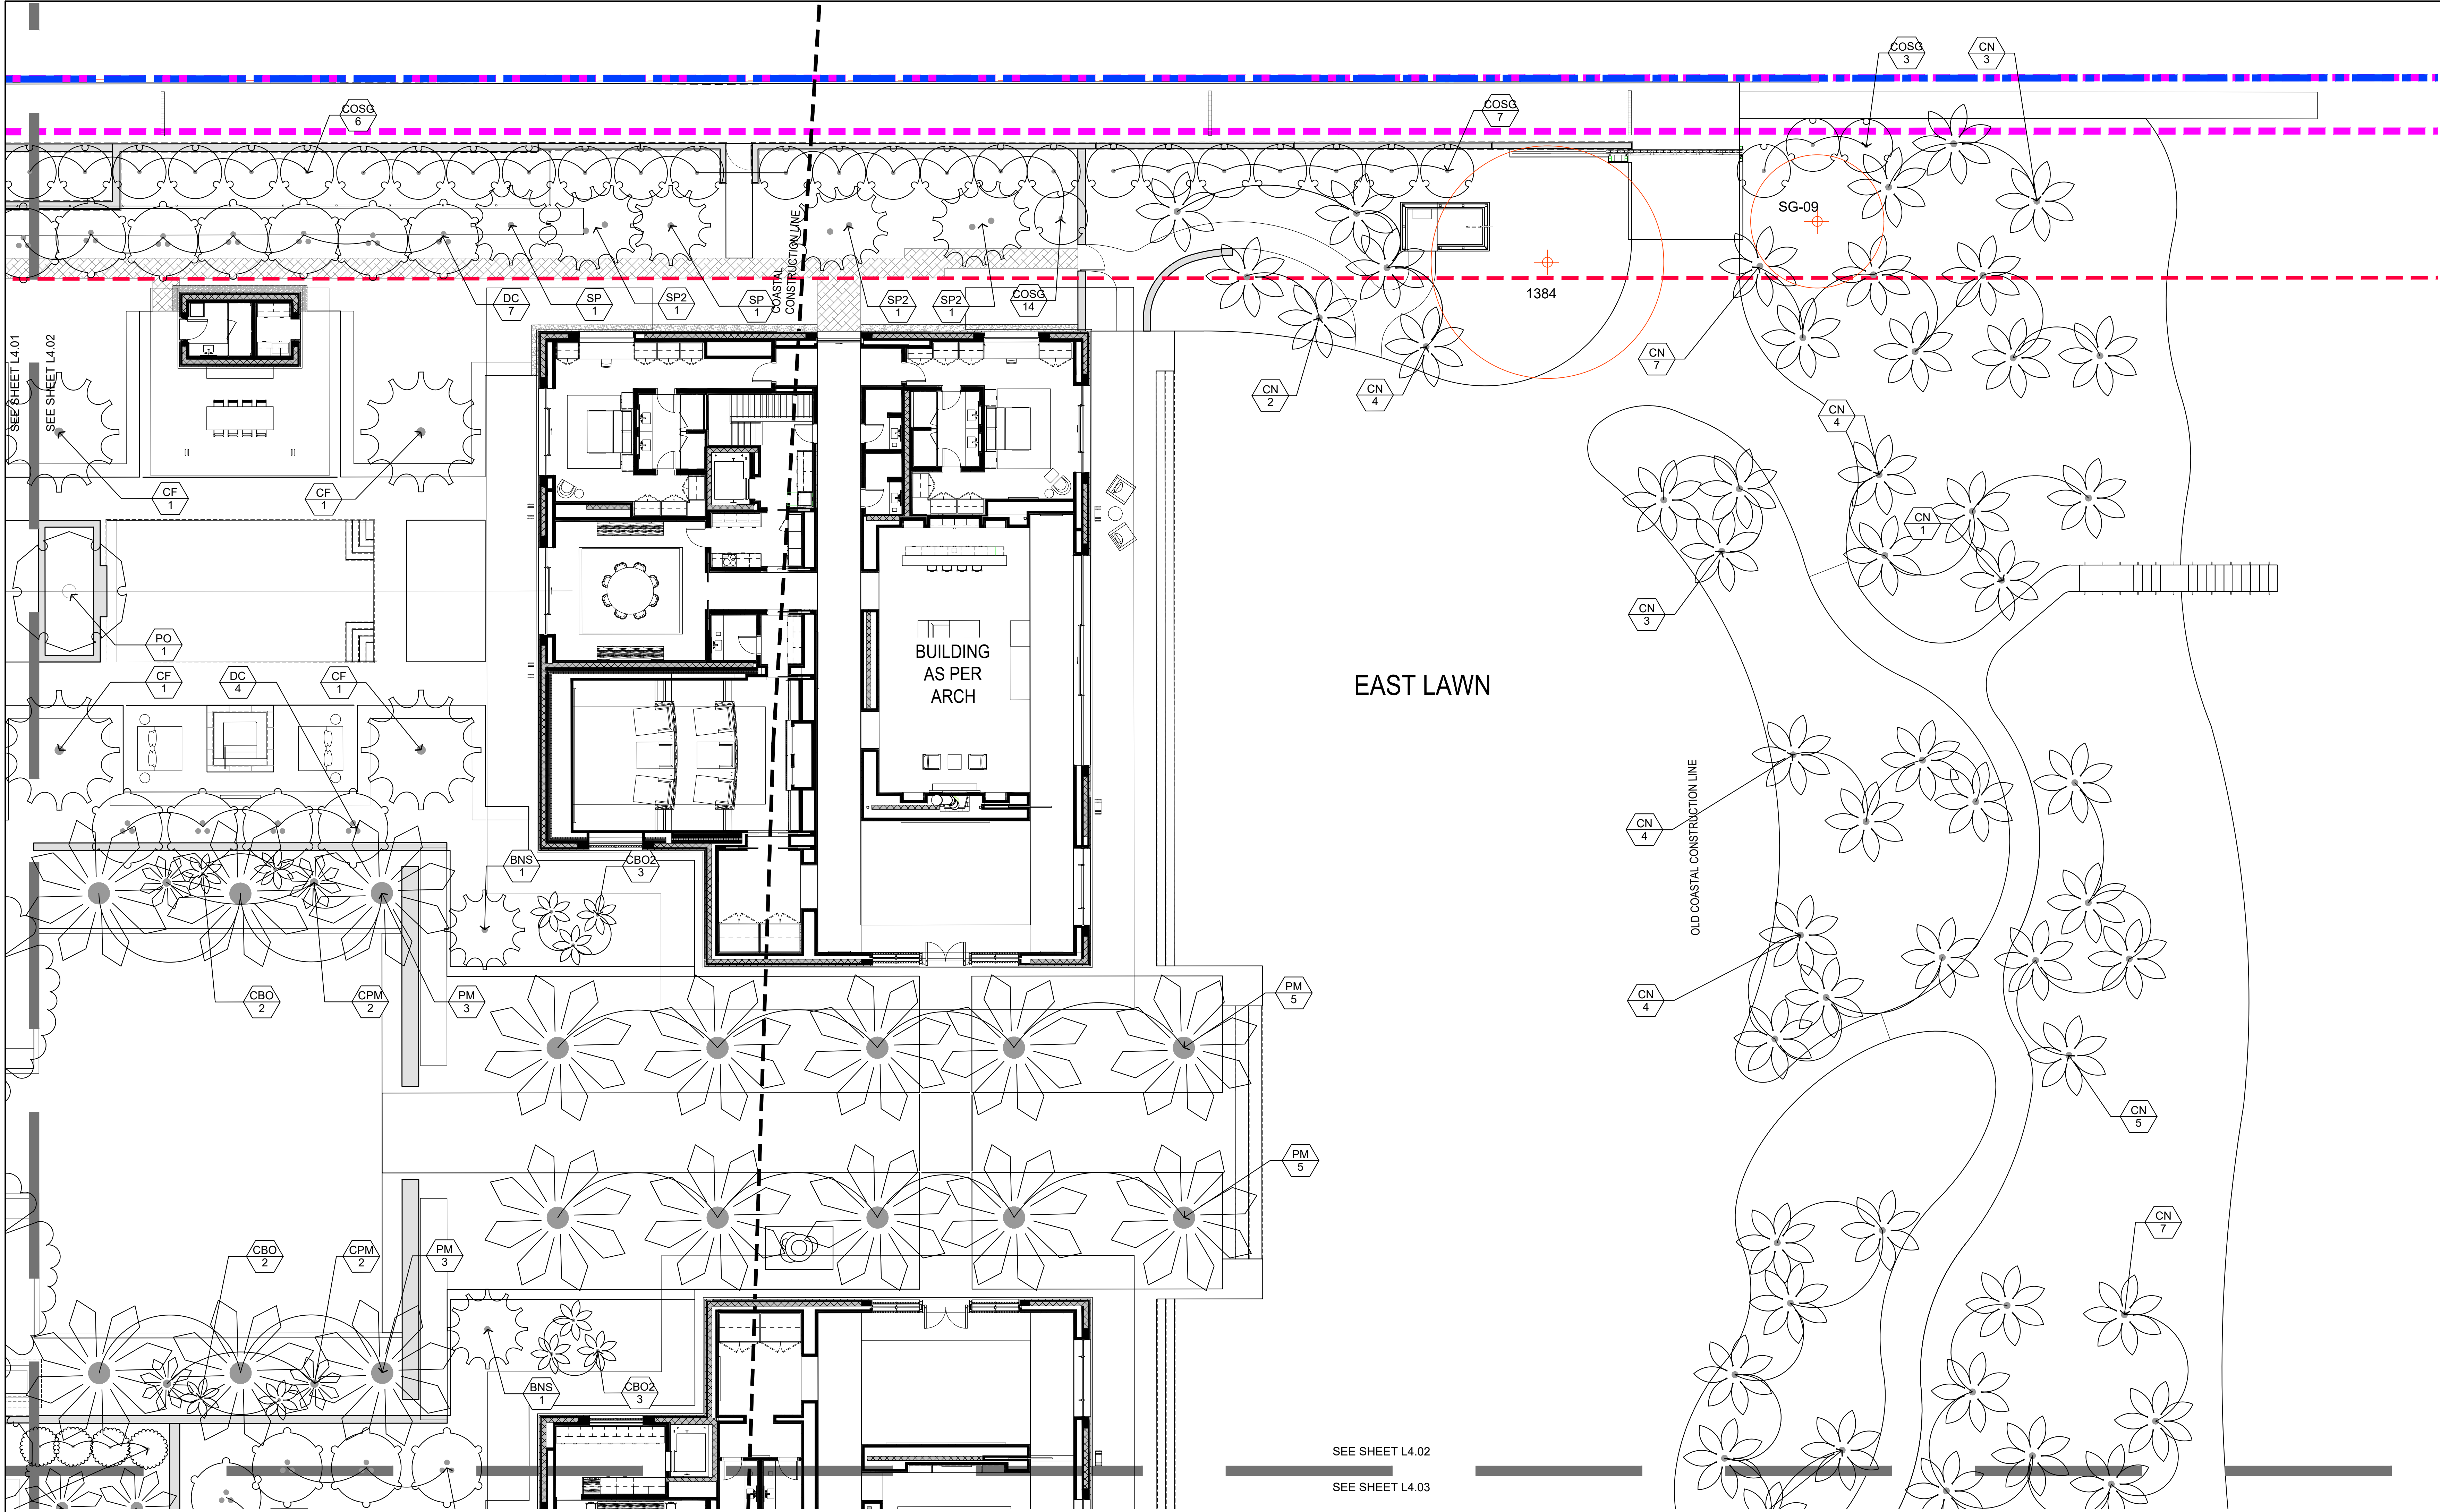 COSG
3
CN
3
COSG
6
COSG
7
SG-09
COASTAL
CONSTRUCTION LINE
1384
DC
7
SP
1
SP2
1
SP
1
SP2
1
SP2
1
COSG
14
SEE SHEET L4.01
SEE SHEET L4.02
CN
7
CN
2
CN
4
CN
4
CF
1
CF
1
CN
1
CN
3
PO
1
BUILDING
AS PER
ARCH
EAST LAWN
CF
1
DC
4
CF
1
OLD COASTAL CONSTRUCTION LINE
CN
4
BNS
1
CBO2
3
CBO
2
CPM
2
PM
3
PM
5
CN
4
CN
5
PM
5
CN
7
CBO
2
CPM
2
PM
3
BNS
1
CBO2
3
SEE SHEET L4.02
SEE SHEET L4.03